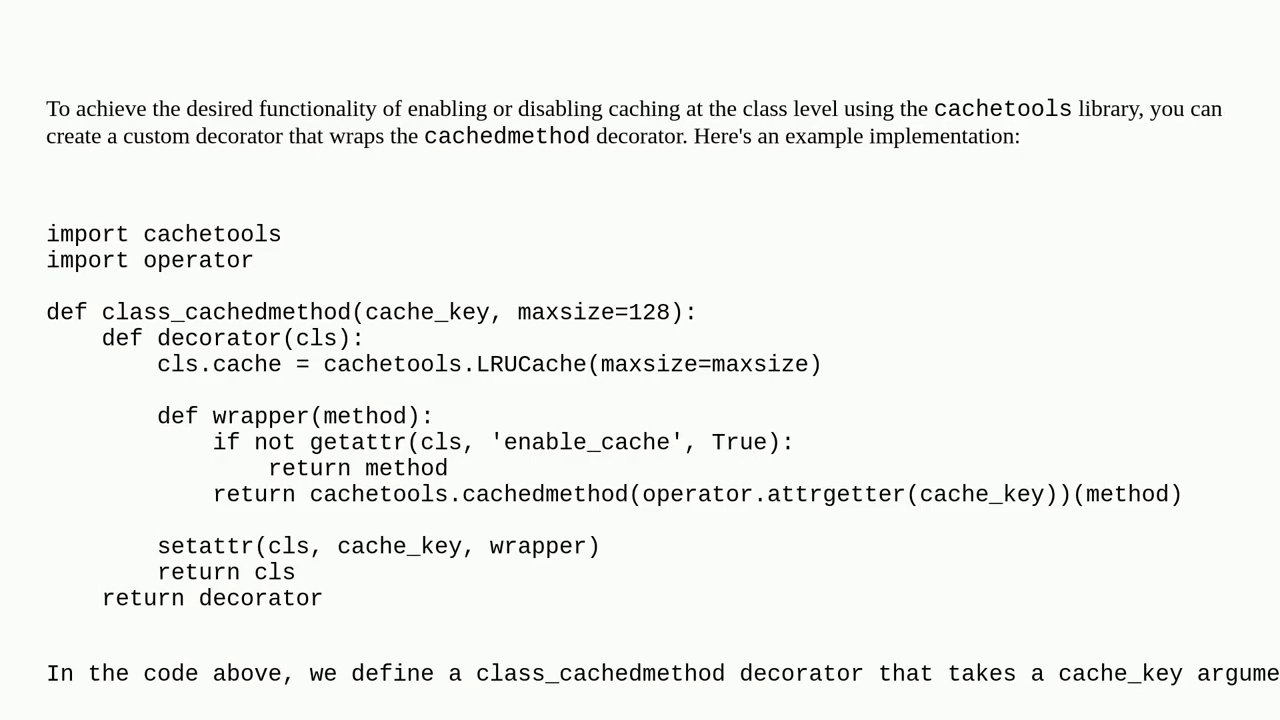 To achieve the desired functionality of enabling or disabling caching at the class level using the cachetools library, you can
create a custom decorator that wraps the cachedmethod decorator. Here's an example implementation:
import cachetools
import operator
def class_cachedmethod(cache_key, maxsize=128):
    def decorator(cls):
        cls.cache = cachetools.LRUCache(maxsize=maxsize)
        def wrapper(method):
            if not getattr(cls, 'enable_cache', True):
                return method
            return cachetools.cachedmethod(operator.attrgetter(cache_key))(method)
        setattr(cls, cache_key, wrapper)
        return cls
    return decorator
In the code above, we define a class_cachedmethod decorator that takes a cache_key argume